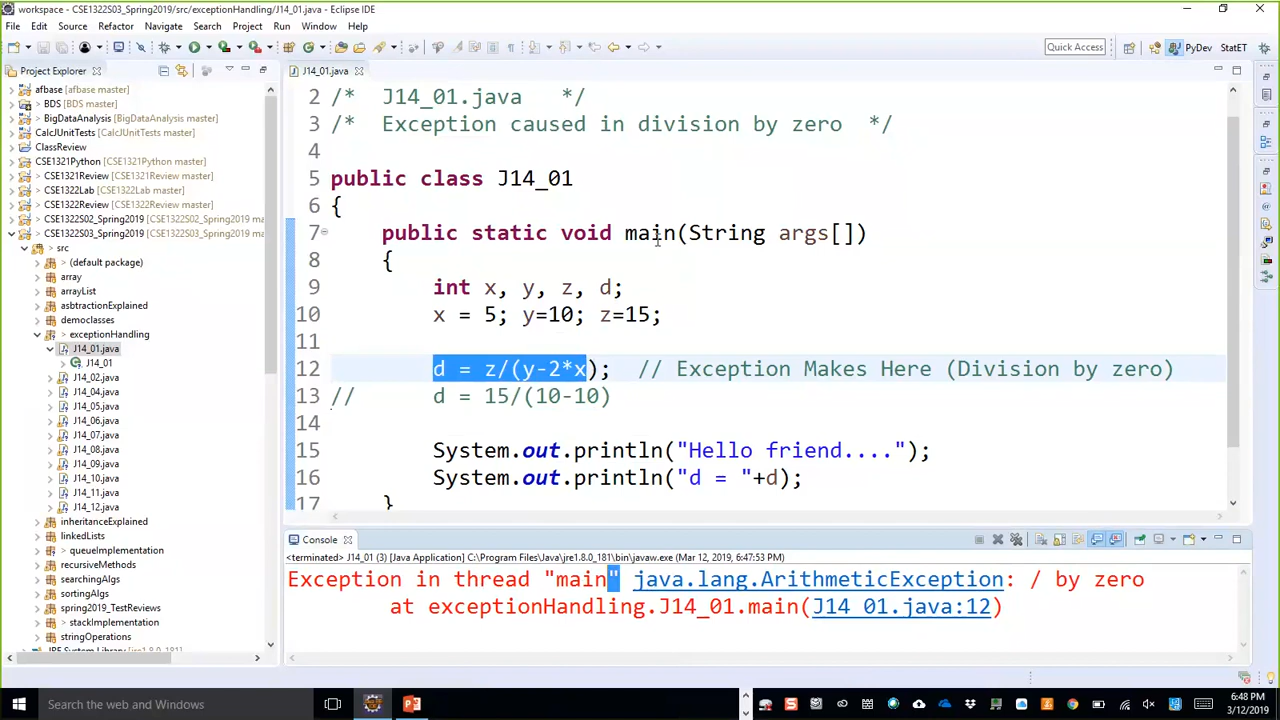 workspace - CSE1322S03_Spring2019/src/exceptionHandling/J14_01.java - Eclipse IDE
File Edit Source Refactor Navigate Search Project Run Window Help
Quick Access
PyDev
StatET
Project Explorer
J14_01.java
afbase [afbase master]
BDS [BDS master]
BigDataAnalysis [BigDataAnalysis master]
CalcJUnitTests [CalcJUnitTests master]
ClassReview
CSE1321Python [CSE1321Python master]
CSE1321Review [CSE1321Review master]
CSE1322Lab [CSE1322Lab master]
CSE1322Review [CSE1322Review master]
CSE1322S02_Spring2019 [CSE1322S02_Spring2019 ma
CSE1322S03_Spring2019 [CSE1322S03_Spring2019 ma
src
(default package)
array
arrayList
asbtractionExplained
democlasses
exceptionHandling
J14_01.java
J14_01
J14_02.java
J14_04.java
J14_05.java
J14_06.java
J14_07.java
J14_08.java
J14_09.java
J14_10.java
J14_11.java
J14_12.java
inheritanceExplained
linkedLists
queueImplementation
recursiveMethods
searchingAlgs
sortingAlgs
spring2019_TestReviews
stackImplementation
stringOperations
JRE System Library [jre1.8.0_181]
2 /* J14_01.java */
3 /* Exception caused in division by zero */
4
5 public class J14_01
6 {
7 public static void main(String args[])
8 {
9 int x, y, z, d;
10 x = 5; y=10; z=15;
11
12 d = z/(y-2*x); // Exception Makes Here (Division by zero)
13 // d = 15/(10-10)
14
15 System.out.println("Hello friend....");
16 System.out.println("d = "+d);
17 }
Console
<terminated> J14_01 (3) [Java Application] C:\Program Files\Java\jre1.8.0_181\bin\javaw.exe (Mar 12, 2019, 6:47:53 PM)
Exception in thread "main" java.lang.ArithmeticException: / by zero
at exceptionHandling.J14_01.main(J14_01.java:12)
Search the web and Windows
6:48 PM
3/12/2019